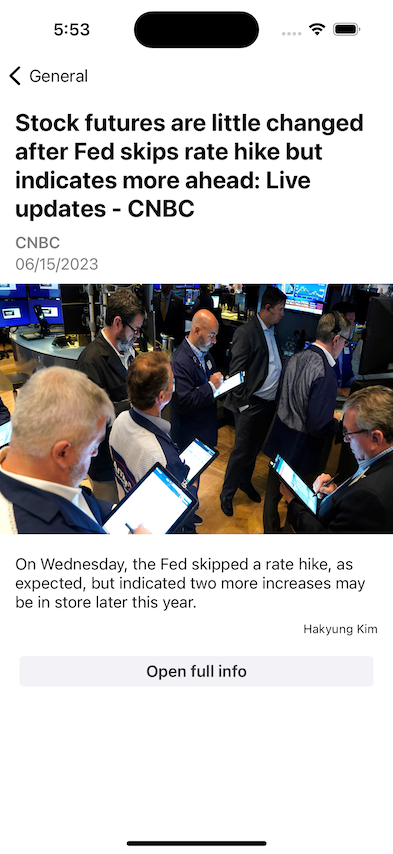 5:53
General
Stock futures are little changed
after Fed skips rate hike but
indicates more ahead: Live
updates - CNBC
CNBC
06/15/2023
On Wednesday, the Fed skipped a rate hike, as
expected, but indicated two more increases may
be in store later this year.
Hakyung Kim
Open full info